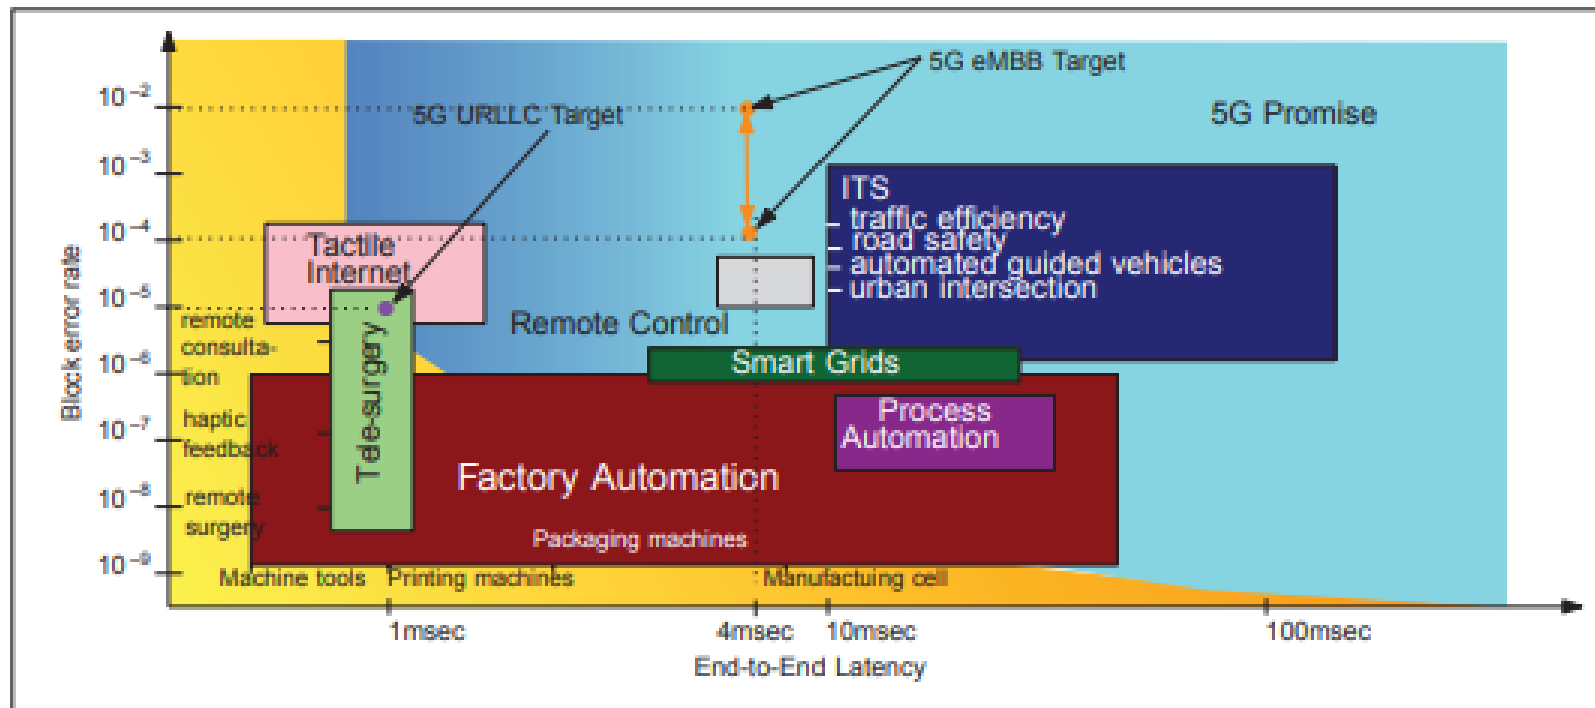 5G eMBB Target
5G URLLC Target
5G Promise
10⁻²
10⁻³
10⁻⁴
10⁻⁵
10⁻⁶
10⁻⁷
10⁻⁸
10⁻⁹
Block error rate
ITS
traffic efficiency
road safety
automated guided vehicles
urban intersection
Tactile
Internet
Remote Control
remote
consulta-
tion
haptic
feedback
remote
surgery
Tele-surgery
Smart Grids
Process
Automation
Factory Automation
Packaging machines
Machine tools
Printing machines
Manufactuing cell
1msec
4msec
10msec
100msec
End-to-End Latency